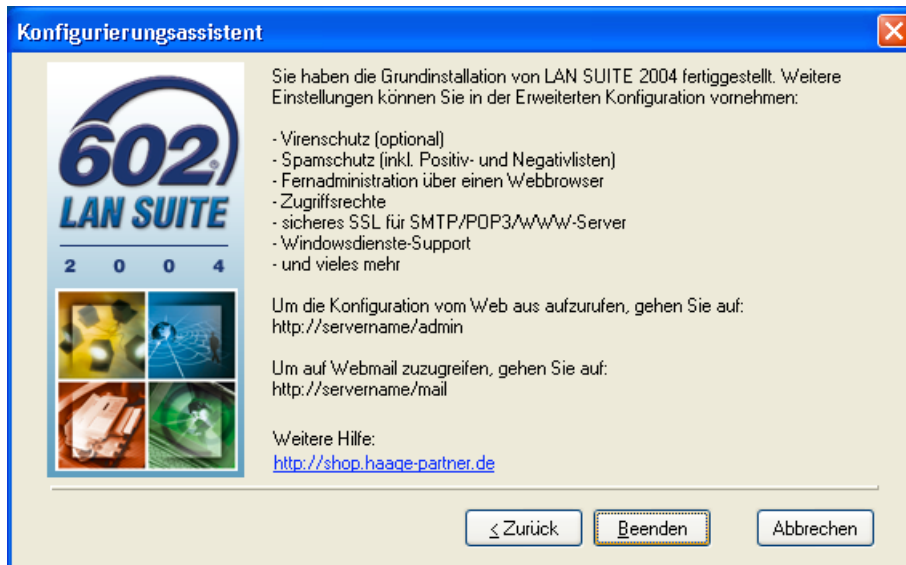 Konfigurierungsassistent
602
LAN SUITE
2 0 0 4
Sie haben die Grundinstallation von LAN SUITE 2004 fertiggestellt. Weitere
Einstellungen können Sie in der Erweiterten Konfiguration vornehmen:
- Virenschutz (optional)
- Spamschutz (inkl. Positiv- und Negativlisten)
- Fernadministration über einen Webbrowser
- Zugriffsrechte
- sicheres SSL für SMTP/POP3/WWW-Server
- Windowsdienste-Support
- und vieles mehr
Um die Konfiguration vom Web aus aufzurufen, gehen Sie auf:
http://servername/admin
Um auf Webmail zuzugreifen, gehen Sie auf:
http://servername/mail
Weitere Hilfe:
http://shop.haage-partner.de
< Zurück
Beenden
Abbrechen